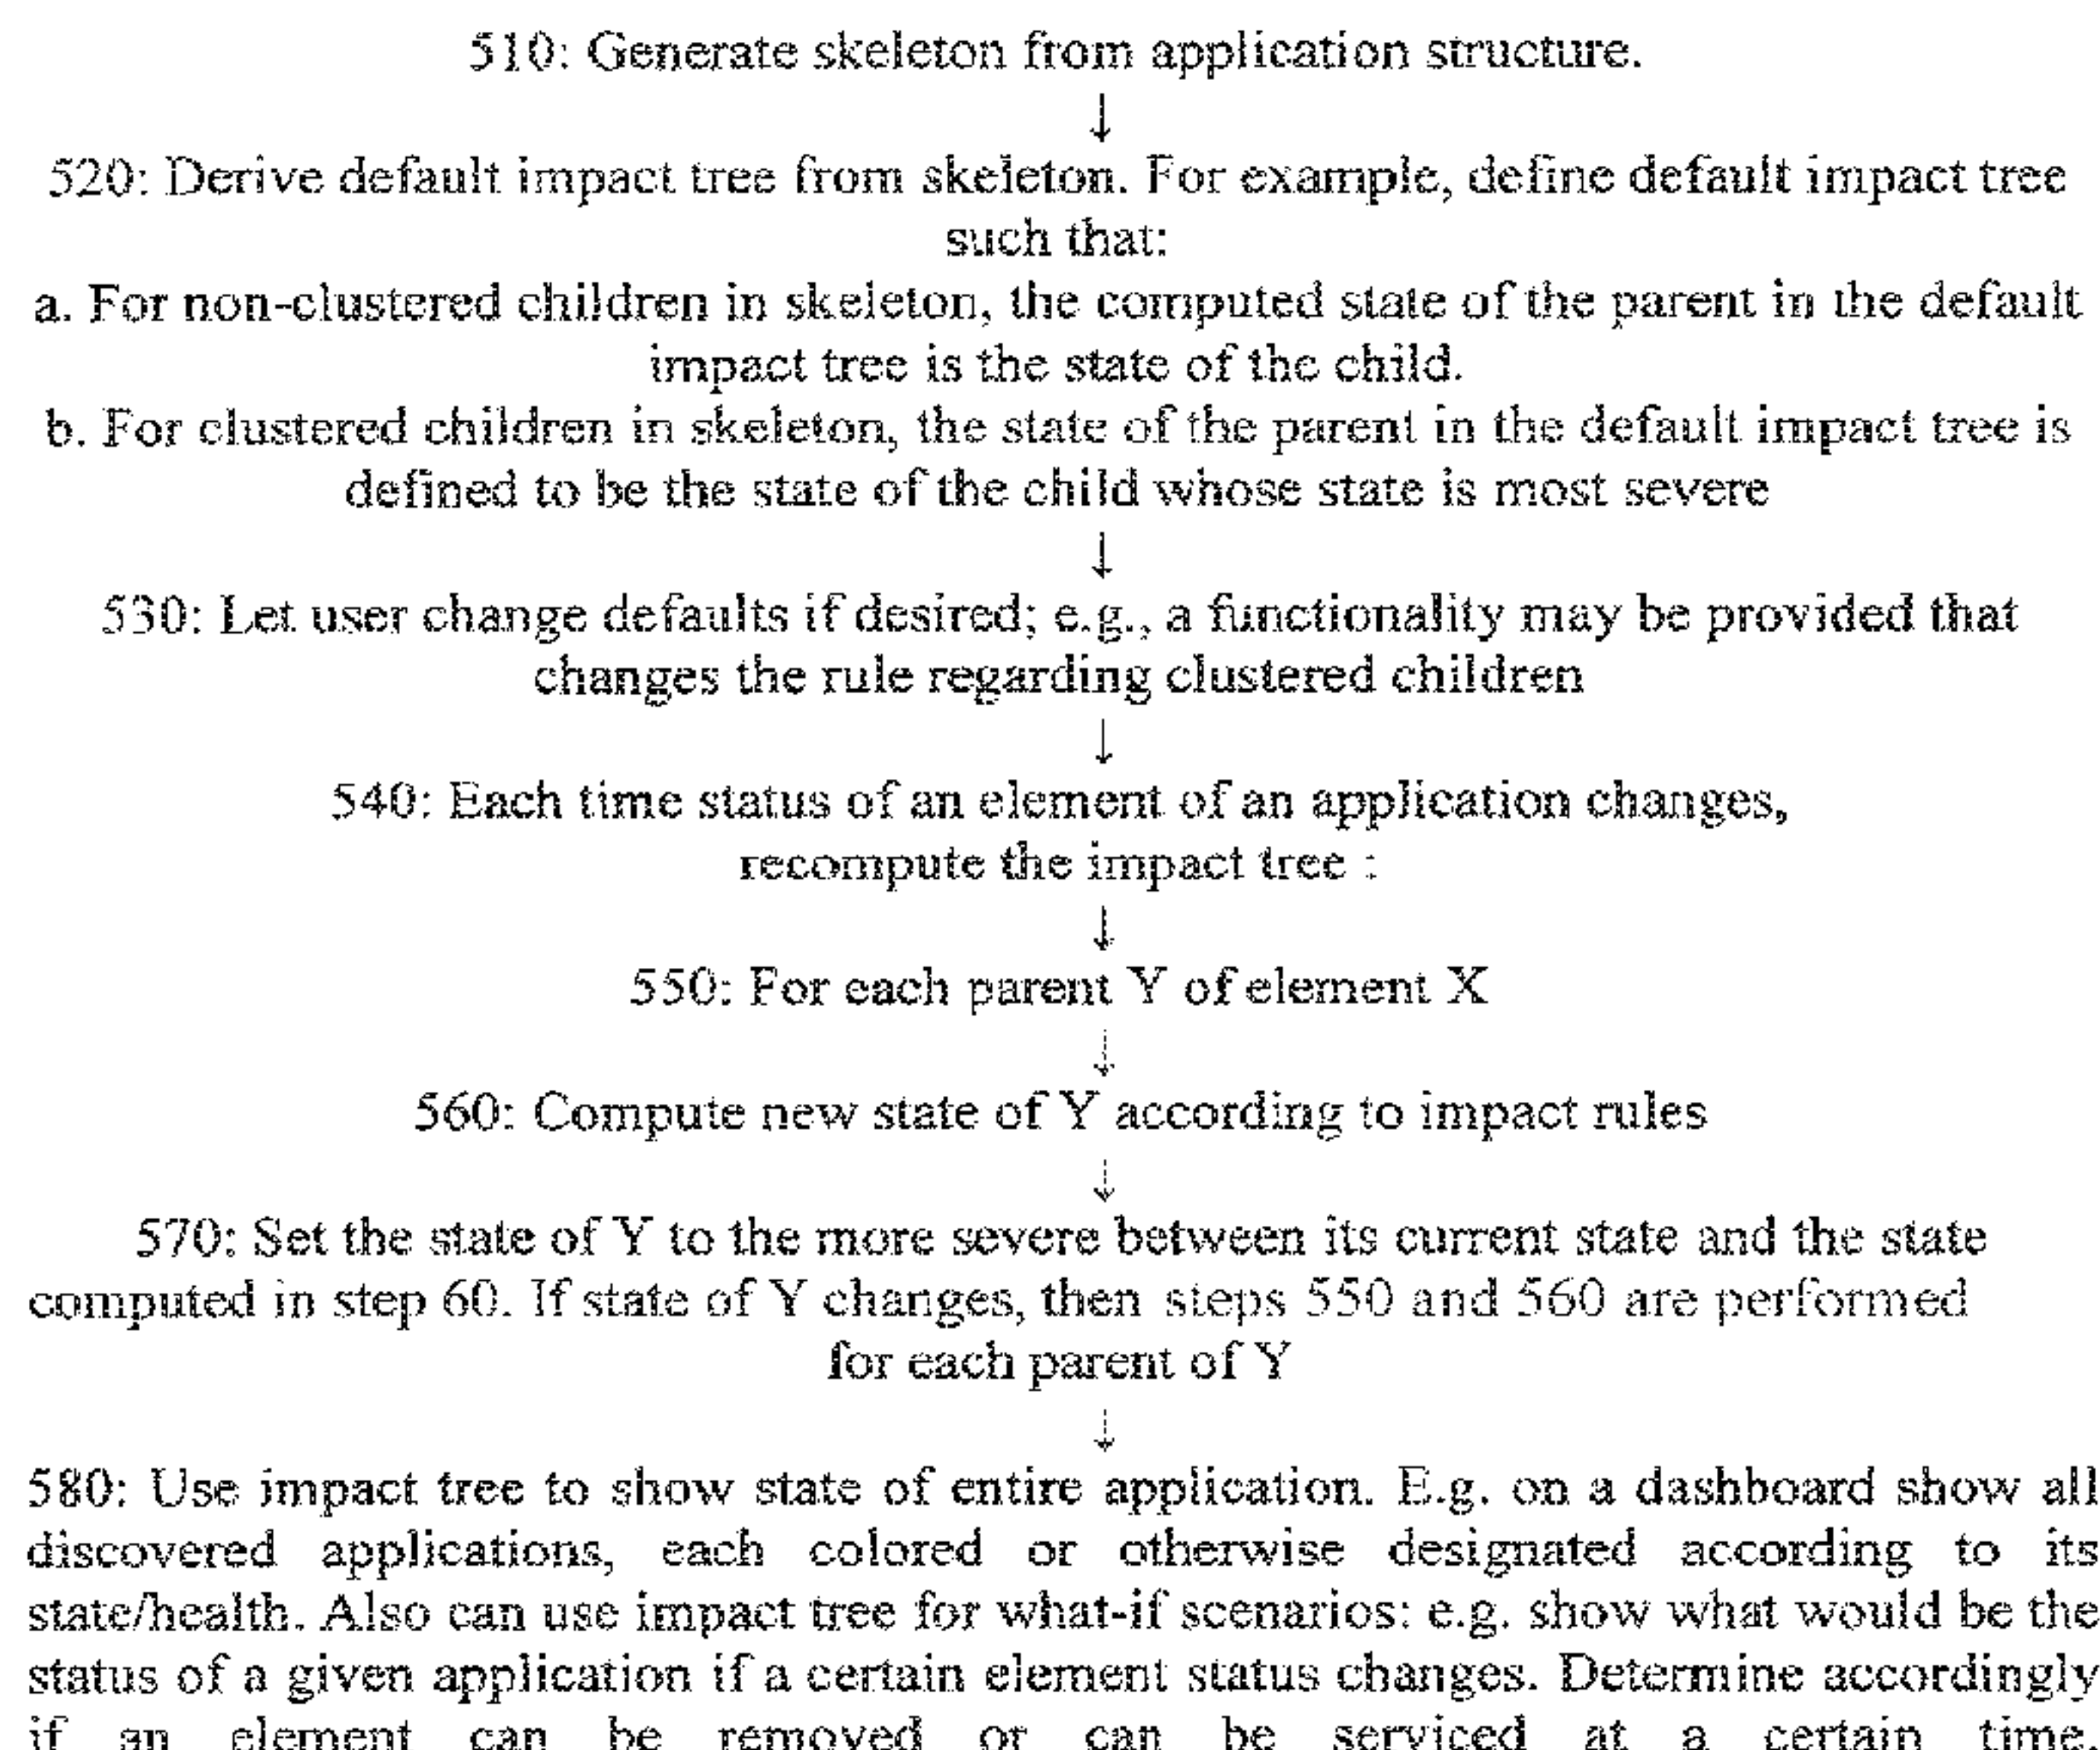 510: Generate skeleton from application structure.
↓
520: Derive default impact tree from skeleton. For example, define default impact tree
such that:
a. For non-clustered children in skeleton, the computed state of the parent in the default
impact tree is the state of the child.
b. For clustered children in skeleton, the state of the parent in the default impact tree is
defined to be the state of the child whose state is most severe
↓
530: Let user change defaults if desired; e.g., a functionality may be provided that
changes the rule regarding clustered children
↓
540: Each time status of an element of an application changes,
recompute the impact tree :
↓
550: For each parent Y of element X
↓
560: Compute new state of Y according to impact rules
↓
570: Set the state of Y to the more severe between its current state and the state
computed in step 60. If state of Y changes, then steps 550 and 560 are performed
for each parent of Y
↓
580: Use impact tree to show state of entire application. E.g. on a dashboard show all
discovered applications, each colored or otherwise designated according to its
state/health. Also can use impact tree for what-if scenarios: e.g. show what would be the
status of a given application if a certain element status changes. Determine accordingly
if an element can be removed or can be serviced at a certain time.